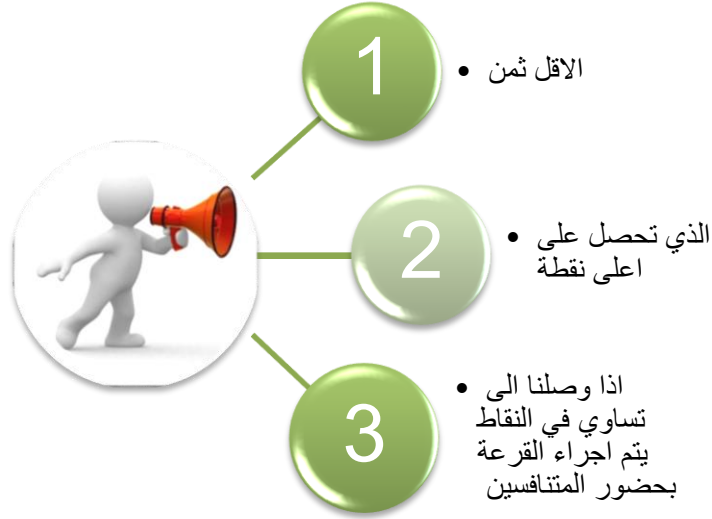 1
الاقل ثمن
2
الذي تحصل على
اعلى نقطة
3
اذا وصلنا الى
تساوي في النقاط
يتم اجراء القرعة
بحضور المتنافسين